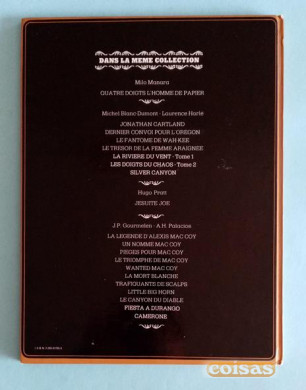 DANS LA MEME COLLECTION
Milo Manara
QUATRE DOIGTS L'HOMME DE PAPIER
Michel Blanc-Dumont - Laurence Harlé
JONATHAN CARTLAND
DERNIER CONVOI POUR L'OREGON
LE FANTOME DE WAH-KEE
LE TRESOR DE LA FEMME ARAIGNEE
LA RIVIERE DU VENT - Tome 1
LES DOIGTS DU CHAOS - Tome 2
SILVER CANYON
Hugo Pratt
JESUITE JOE
J.P. Gourmelen - A.H. Palacios
LA LEGENDE D'ALEXIS MAC COY
UN NOMME MAC COY
PIEGES POUR MAC COY
LE TRIOMPHE DE MAC COY
WANTED MAC COY
LA MORT BLANCHE
TRAFIQUANTS DE SCALPS
LITTLE BIG HORN
LE CANYON DU DIABLE
FIESTA A DURANGO
CAMERONE
coisas